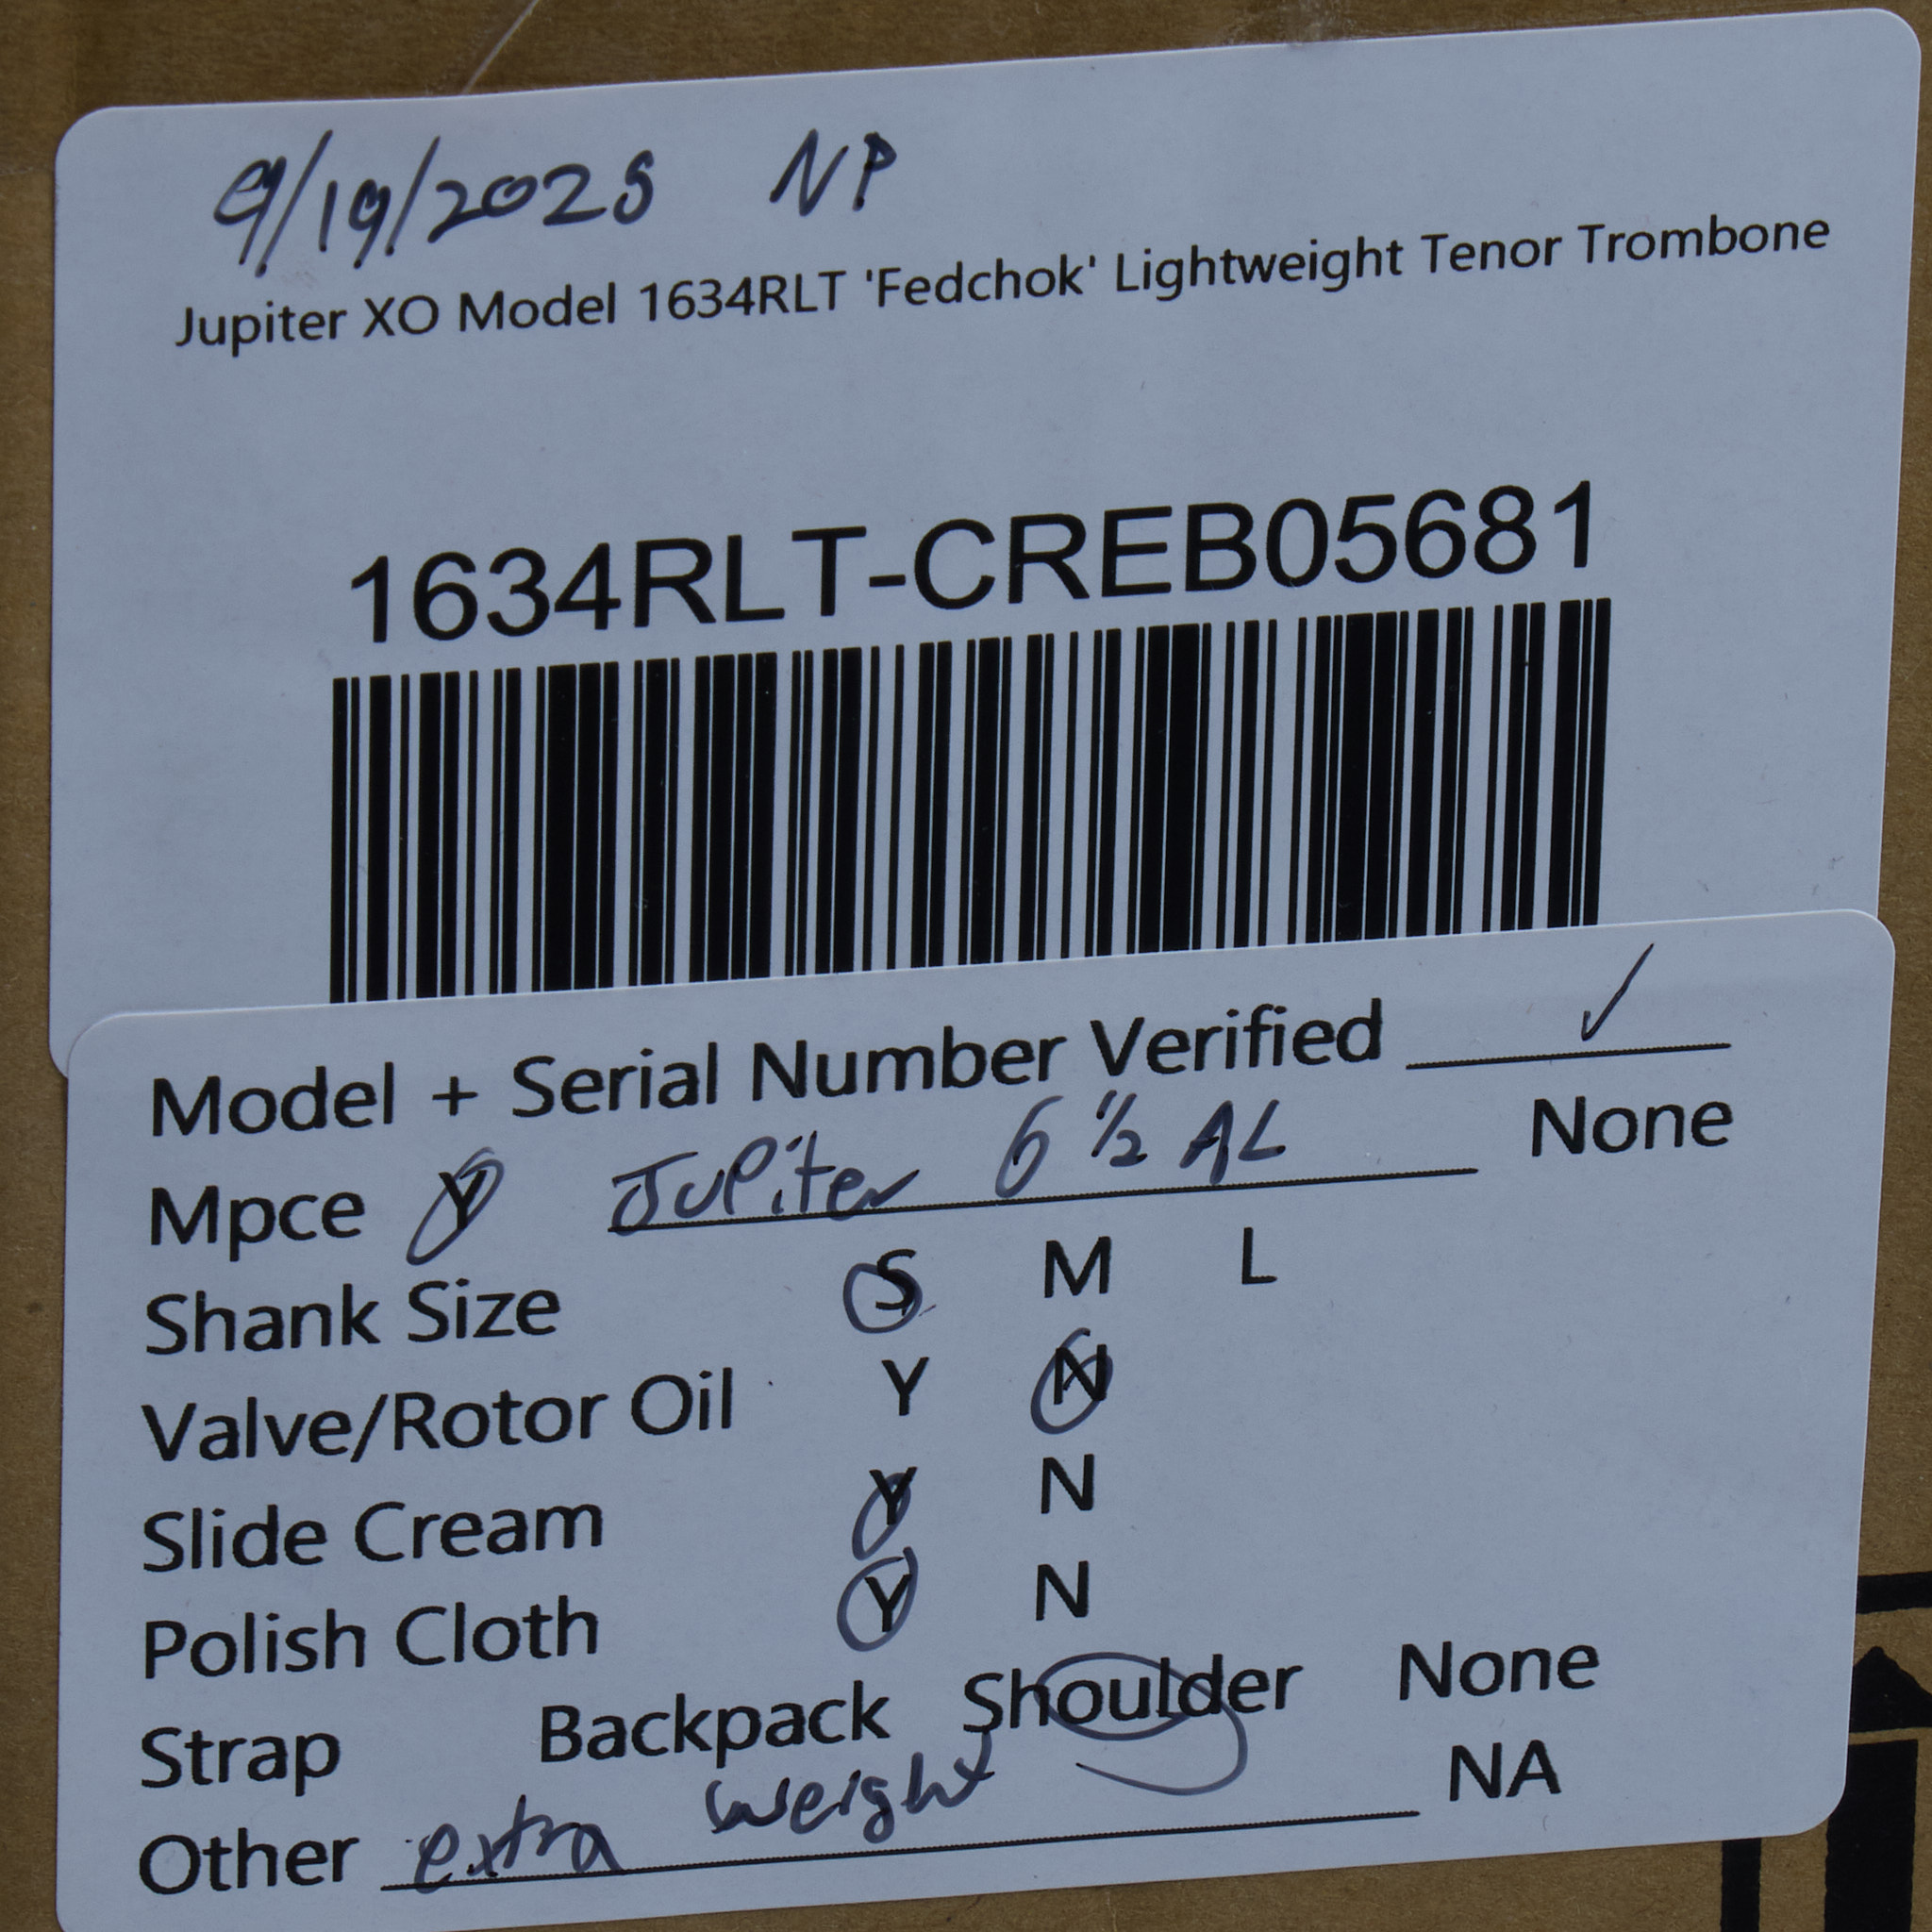 9/19/2025 NP
Jupiter XO Model 1634RLT 'Fedchok' Lightweight Tenor Trombone
1634RLT-CREB05681
Model + Serial Number Verified ✓
Mpce Y Jupiter 6 ½ AL None
Shank Size S M L
Valve/Rotor Oil Y N
Slide Cream Y N
Polish Cloth Y N
Strap Backpack Shoulder None
Other extra weight NA